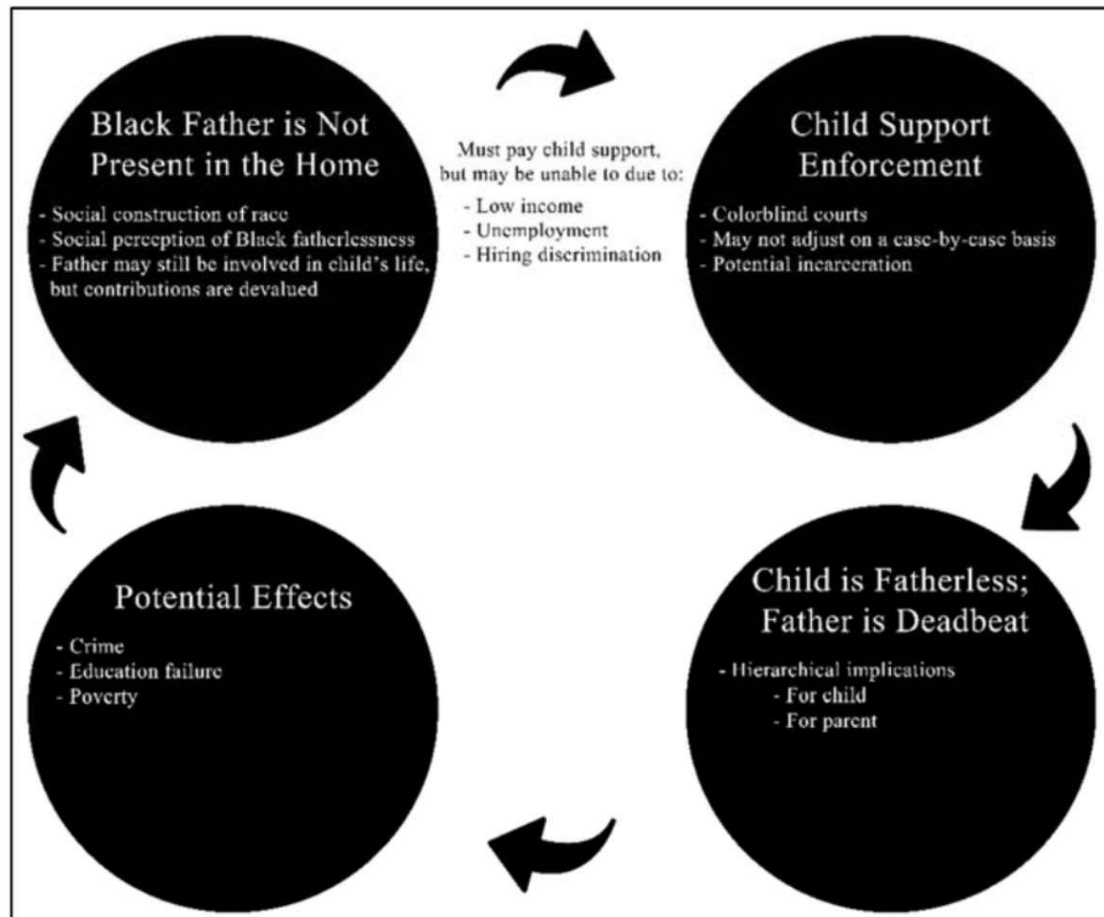 Black Father is Not
Present in the Home
- Social construction of race
- Social perception of Black fatherlessness
- Father may still be involved in child's life,
but contributions are devalued
Must pay child support,
but may be unable to due to:
- Low income
- Unemployment
- Hiring discrimination
Child Support
Enforcement
- Colorblind courts
- May not adjust on a case-by-case basis
- Potential incarceration
Child is Fatherless;
Father is Deadbeat
- Hierarchical implications
- For child
- For parent
Potential Effects
- Crime
- Education failure
- Poverty